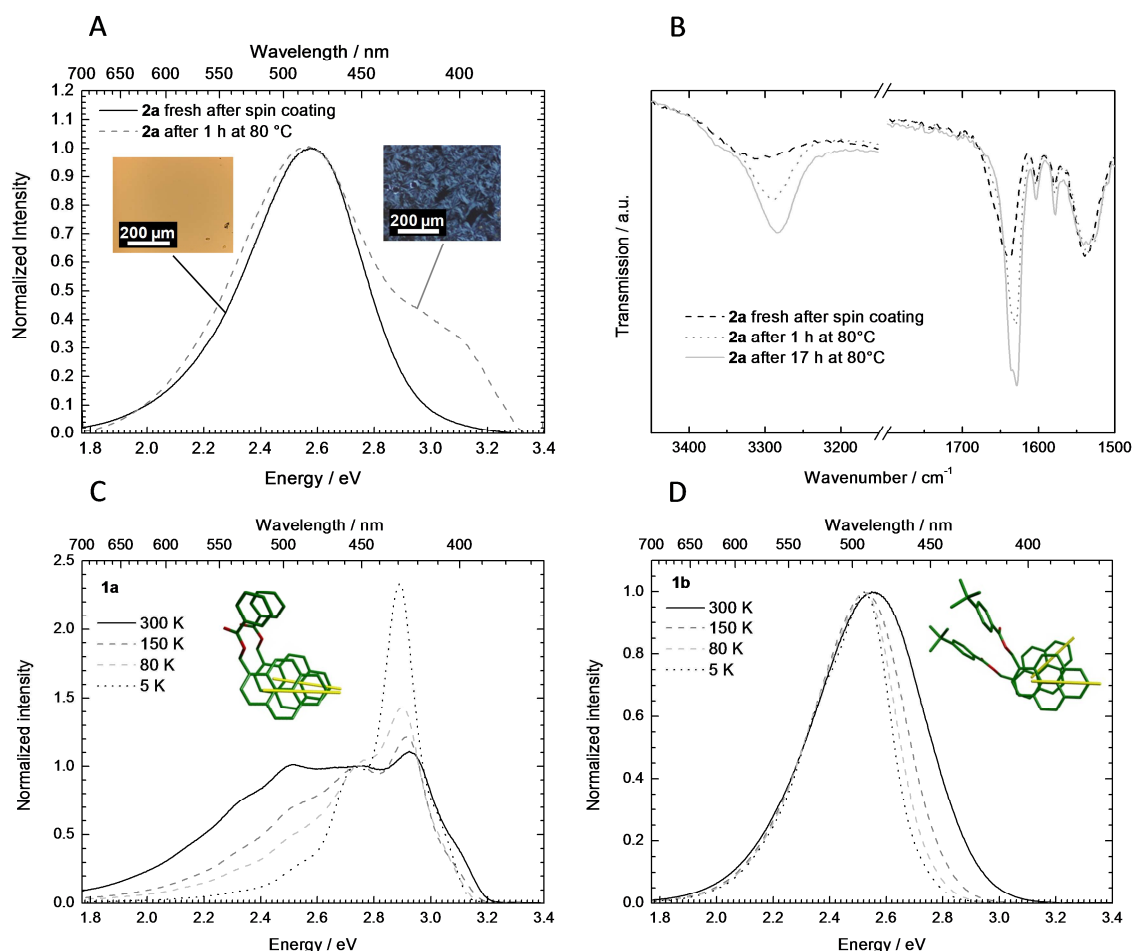 A
Wavelength / nm
700 650 600 550 500 450 400
1.2
1.1
1.0
0.9
0.8
0.7
0.6
0.5
0.4
0.3
0.2
0.1
0.0
Normalized Intensity
2a fresh after spin coating
2a after 1 h at 80 °C
200 µm
200 µm
1.8 2.0 2.2 2.4 2.6 2.8 3.0 3.2 3.4
Energy / eV
B
Transmission / a.u.
2a fresh after spin coating
2a after 1 h at 80°C
2a after 17 h at 80°C
3400 3300 3200 1700 1600 1500
Wavenumber / cm-1
C
Wavelength / nm
700 650 600 550 500 450 400
2.5
2.0
1.5
1.0
0.5
0.0
Normalized intensity
1a
300 K
150 K
80 K
5 K
1.8 2.0 2.2 2.4 2.6 2.8 3.0 3.2 3.4
Energy / eV
D
Wavelength / nm
700 650 600 550 500 450 400
1.0
0.8
0.6
0.4
0.2
0.0
Normalized intensity
1b
300 K
150 K
80 K
5 K
1.8 2.0 2.2 2.4 2.6 2.8 3.0 3.2 3.4
Energy / eV